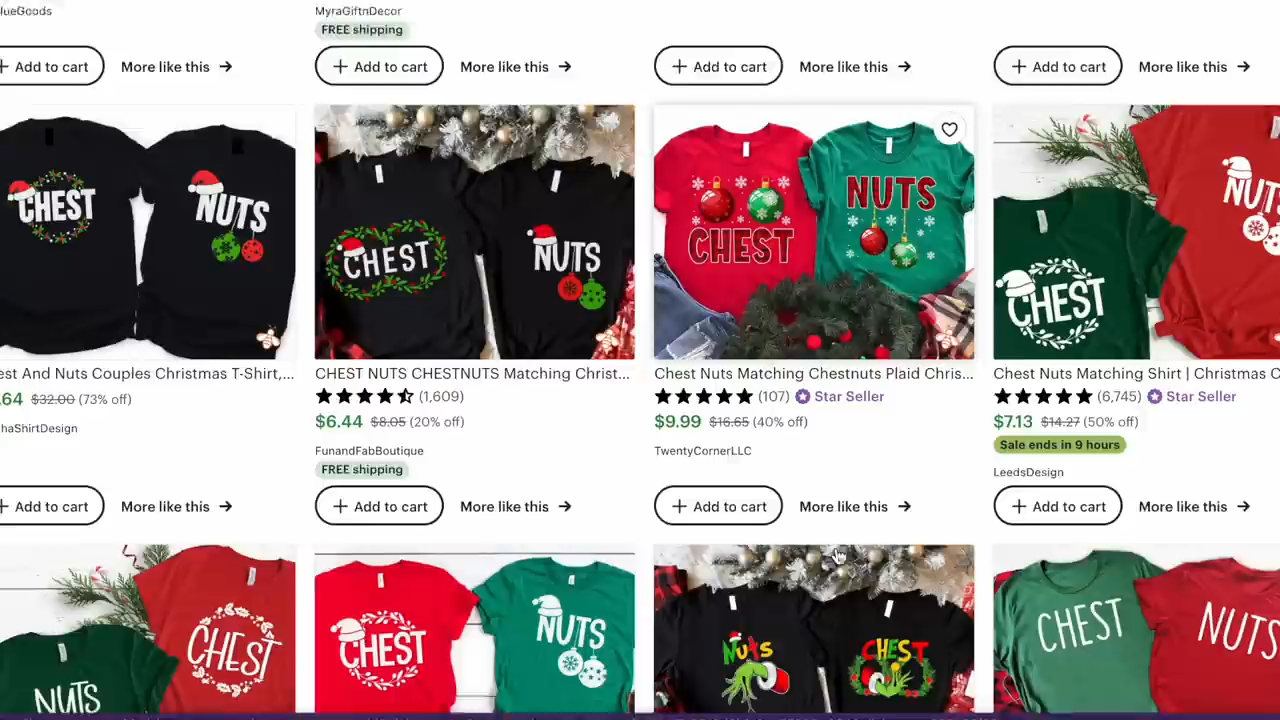 MyraGiftnDecor
FREE shipping
+ Add to cart
More like this →
+ Add to cart
More like this →
+ Add to cart
More like this →
+ Add to cart
More like this →
CHEST
NUTS
CHEST
NUTS
CHEST
NUTS
CHEST
NUTS
And Nuts Couples Christmas T-Shirt,...
CHEST NUTS CHESTNUTS Matching Christ...
Chest Nuts Matching Chestnuts Plaid Chris...
Chest Nuts Matching Shirt | Christmas C
(1,609)
(107)
Star Seller
(6,745)
Star Seller
.64 $32.00 (73% off)
$6.44 $8.05 (20% off)
$9.99 $16.65 (40% off)
$7.13 $14.27 (50% off)
haShirtDesign
FunandFabBoutique
TwentyCornerLLC
Sale ends in 9 hours
FREE shipping
LeedsDesign
+ Add to cart
More like this →
+ Add to cart
More like this →
+ Add to cart
More like this →
+ Add to cart
More like this →
NUTS
CHEST
CHEST
NUTS
NUTS
CHEST
CHEST
NUTS